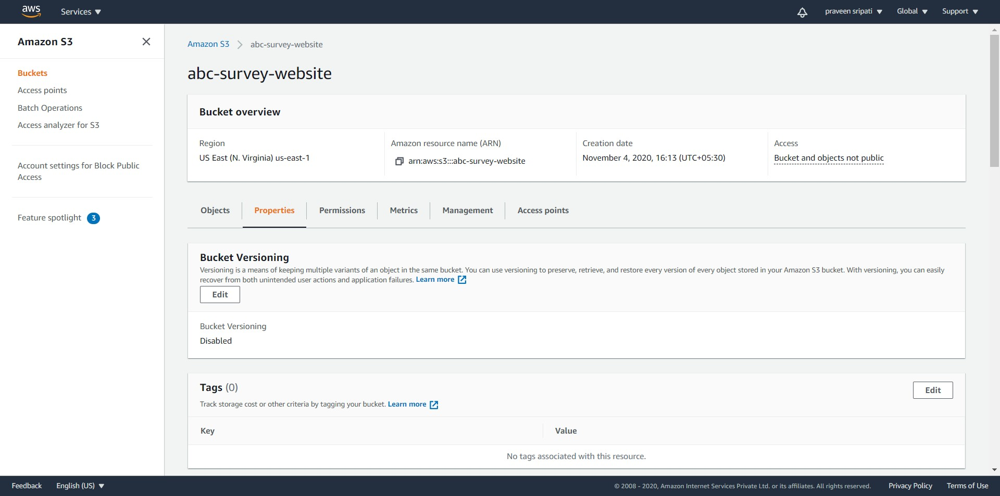 aws
Services
praveen sripati
Global
Support
Amazon S3
Buckets
Access points
Batch Operations
Access analyzer for S3
Account settings for Block Public
Access
Feature spotlight 3
Amazon S3 abc-survey-website
abc-survey-website
Bucket overview
Region
US East (N. Virginia) us-east-1
Amazon resource name (ARN)
arn:aws:s3:::abc-survey-website
Creation date
November 4, 2020, 16:13 (UTC+05:30)
Access
Bucket and objects not public
Objects
Properties
Permissions
Metrics
Management
Access points
Bucket Versioning
Versioning is a means of keeping multiple variants of an object in the same bucket. You can use versioning to preserve, retrieve, and restore every version of every object stored in your Amazon S3 bucket. With versioning, you can easily
recover from both unintended user actions and application failures. Learn more
Edit
Bucket Versioning
Disabled
Tags (0)
Edit
Track storage cost or other criteria by tagging your bucket. Learn more
Key
Value
No tags associated with this resource.
Feedback
English (US)
© 2008 - 2020, Amazon Internet Services Private Ltd. or its affiliates. All rights reserved.
Privacy Policy
Terms of Use